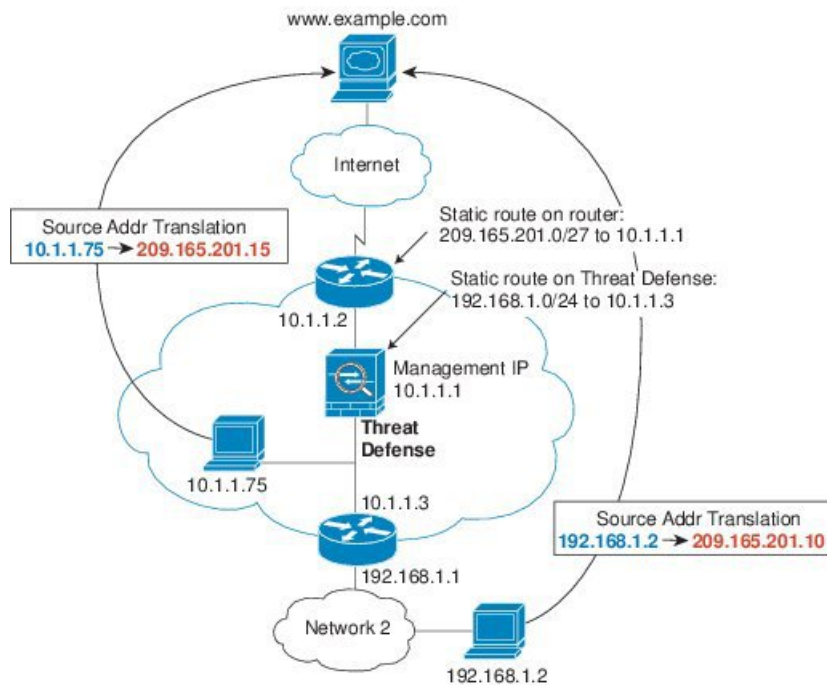 www.example.com
Internet
Source Addr Translation
10.1.1.75 → 209.165.201.15
Static route on router:
209.165.201.0/27 to 10.1.1.1
Static route on Threat Defense:
192.168.1.0/24 to 10.1.1.3
10.1.1.2
Management IP
10.1.1.1
Threat
Defense
10.1.1.75
10.1.1.3
Source Addr Translation
192.168.1.2 → 209.165.201.10
192.168.1.1
Network 2
192.168.1.2